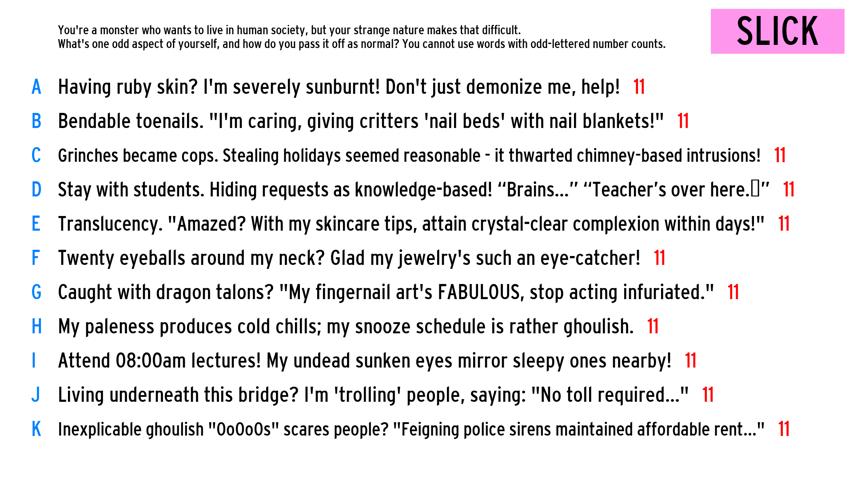 You're a monster who wants to live in human society, but your strange nature makes that difficult.
What's one odd aspect of yourself, and how do you pass it off as normal? You cannot use words with odd-lettered number counts.
SLICK
A Having ruby skin? I'm severely sunburnt! Don't just demonize me, help! 11
B Bendable toenails. "I'm caring, giving critters 'nail beds' with nail blankets!" 11
C Grinches became cops. Stealing holidays seemed reasonable - it thwarted chimney-based intrusions! 11
D Stay with students. Hiding requests as knowledge-based! “Brains...” “Teacher’s over here.▯” 11
E Translucency. "Amazed? With my skincare tips, attain crystal-clear complexion within days!" 11
F Twenty eyeballs around my neck? Glad my jewelry's such an eye-catcher! 11
G Caught with dragon talons? "My fingernail art's FABULOUS, stop acting infuriated." 11
H My paleness produces cold chills; my snooze schedule is rather ghoulish. 11
I Attend 08:00am lectures! My undead sunken eyes mirror sleepy ones nearby! 11
J Living underneath this bridge? I'm 'trolling' people, saying: "No toll required..." 11
K Inexplicable ghoulish "OoOoOs" scares people? "Feigning police sirens maintained affordable rent..." 11